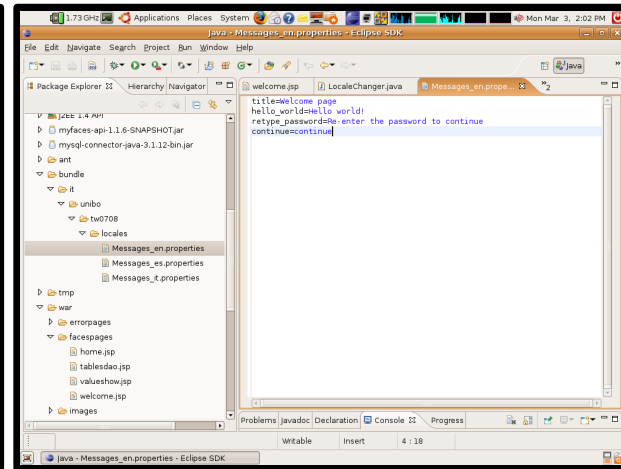 1.73 GHz Applications Places System Mon Mar 3, 2:02 PM
Java - Messages_en.properties - Eclipse SDK
File Edit Navigate Search Project Run Window Help
Java »
Package Explorer Hierarchy Navigator
welcome.jsp LocaleChanger.java Messages_en.prope... »2
J2EE 1.4 API
myfaces-api-1.1.6-SNAPSHOT.jar
mysql-connector-java-3.1.12-bin.jar
ant
bundle
it
unibo
tw0708
locales
Messages_en.properties
Messages_es.properties
Messages_it.properties
tmp
war
errorpages
facespages
home.jsp
tablesdao.jsp
valueshow.jsp
welcome.jsp
images
title=Welcome page
hello_world=Hello world!
retype_password=Re-enter the password to continue
continue=continue
Problems Javadoc Declaration Console Progress
Writable Insert 4 : 18
Java - Messages_en.properties - Eclipse SDK